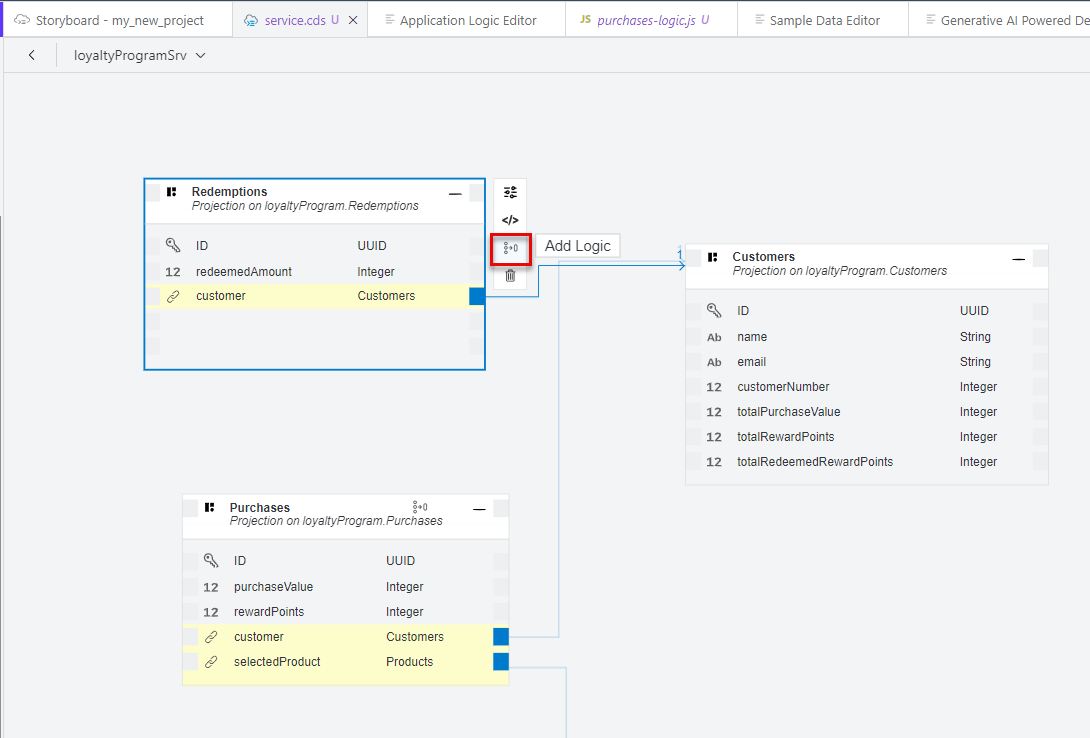 Storyboard - my_new_project
service.cds U
Application Logic Editor
JS purchases-logic.js U
Sample Data Editor
Generative AI Powered De
loyaltyProgramSrv
Redemptions
Projection on loyaltyProgram.Redemptions
ID UUID
12 redeemedAmount Integer
customer Customers
</>
Add Logic
1
Customers
Projection on loyaltyProgram.Customers
ID UUID
Ab name String
Ab email String
12 customerNumber Integer
12 totalPurchaseValue Integer
12 totalRewardPoints Integer
12 totalRedeemedRewardPoints Integer
Purchases
Projection on loyaltyProgram.Purchases
ID UUID
12 purchaseValue Integer
12 rewardPoints Integer
customer Customers
selectedProduct Products